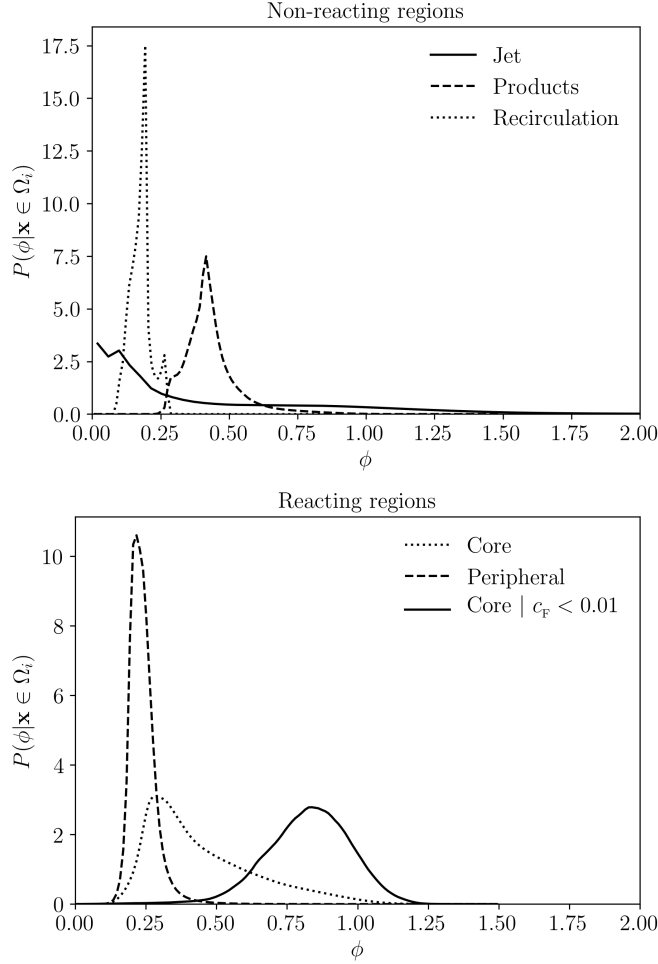 Non-reacting regions
17.5
15.0
12.5
10.0
7.5
5.0
2.5
0.0
P(ϕ|x ∈ Ωᵢ)
Jet
Products
Recirculation
0.00 0.25 0.50 0.75 1.00 1.25 1.50 1.75 2.00
ϕ
Reacting regions
10
8
6
4
2
0
P(ϕ|x ∈ Ωᵢ)
Core
Peripheral
Core | c_F < 0.01
0.00 0.25 0.50 0.75 1.00 1.25 1.50 1.75 2.00
ϕ